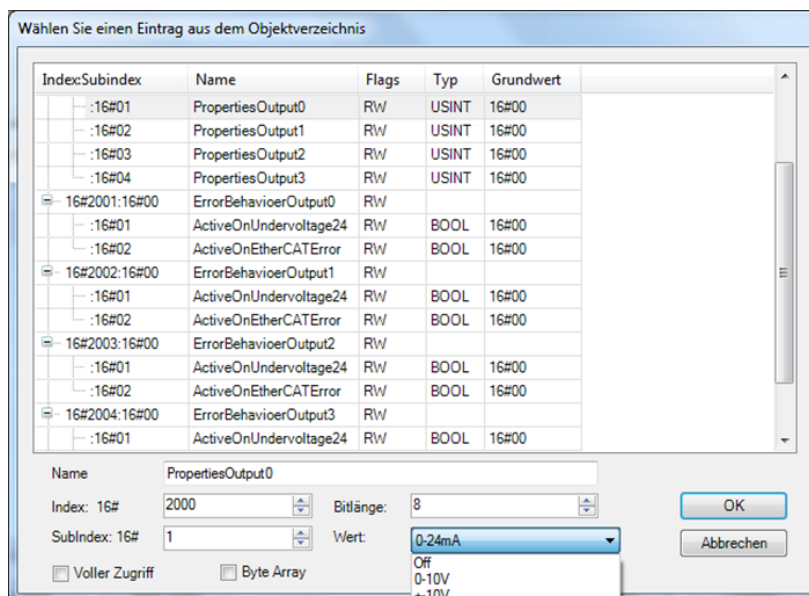 Wählen Sie einen Eintrag aus dem Objektverzeichnis
Index:Subindex Name Flags Typ Grundwert
:16#01 PropertiesOutput0 RW USINT 16#00
:16#02 PropertiesOutput1 RW USINT 16#00
:16#03 PropertiesOutput2 RW USINT 16#00
:16#04 PropertiesOutput3 RW USINT 16#00
16#2001:16#00 ErrorBehavioerOutput0 RW
:16#01 ActiveOnUndervoltage24 RW BOOL 16#00
:16#02 ActiveOnEtherCATError RW BOOL 16#00
16#2002:16#00 ErrorBehavioerOutput1 RW
:16#01 ActiveOnUndervoltage24 RW BOOL 16#00
:16#02 ActiveOnEtherCATError RW BOOL 16#00
16#2003:16#00 ErrorBehavioerOutput2 RW
:16#01 ActiveOnUndervoltage24 RW BOOL 16#00
:16#02 ActiveOnEtherCATError RW BOOL 16#00
16#2004:16#00 ErrorBehavioerOutput3 RW
:16#01 ActiveOnUndervoltage24 RW BOOL 16#00
Name PropertiesOutput0
Index: 16# 2000 Bitlänge: 8 OK
SubIndex: 16# 1 Wert: 0-24mA Abbrechen
Off
Voller Zugriff Byte Array 0-10V